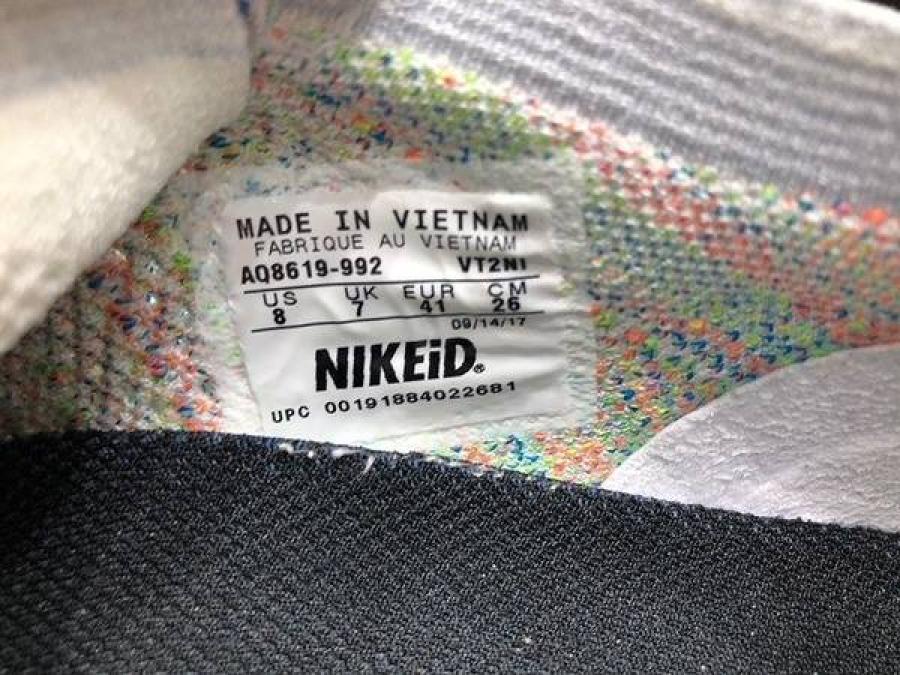 MADE IN VIETNAM
FABRIQUE AU VIETNAM
AQ8619-992 VT2NI
US UK EUR CM
8 7 41 26
09/14/17
NIKEiD®
UPC 00191884022681